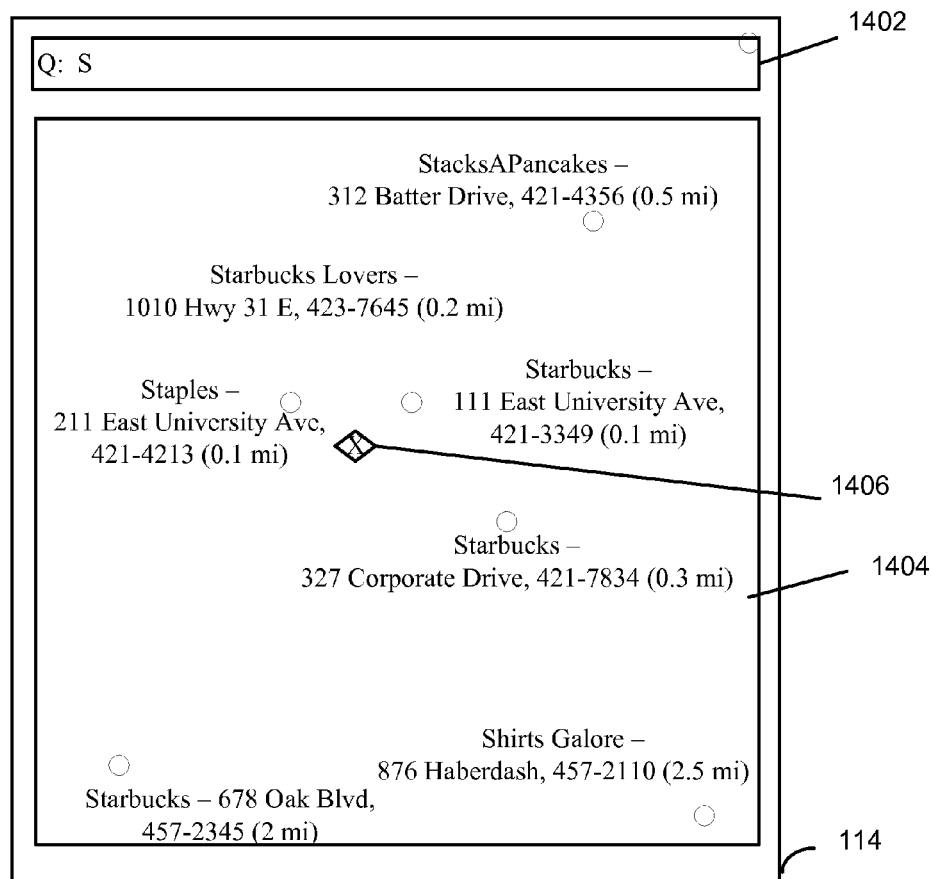 1402
Q: S
StacksAPancakes –
312 Batter Drive, 421-4356 (0.5 mi)
Starbucks Lovers –
1010 Hwy 31 E, 423-7645 (0.2 mi)
Staples –
211 East University Ave,
421-4213 (0.1 mi)
Starbucks –
111 East University Ave,
421-3349 (0.1 mi)
X
1406
Starbucks –
327 Corporate Drive, 421-7834 (0.3 mi)
1404
Shirts Galore –
876 Haberdash, 457-2110 (2.5 mi)
Starbucks – 678 Oak Blvd,
457-2345 (2 mi)
114